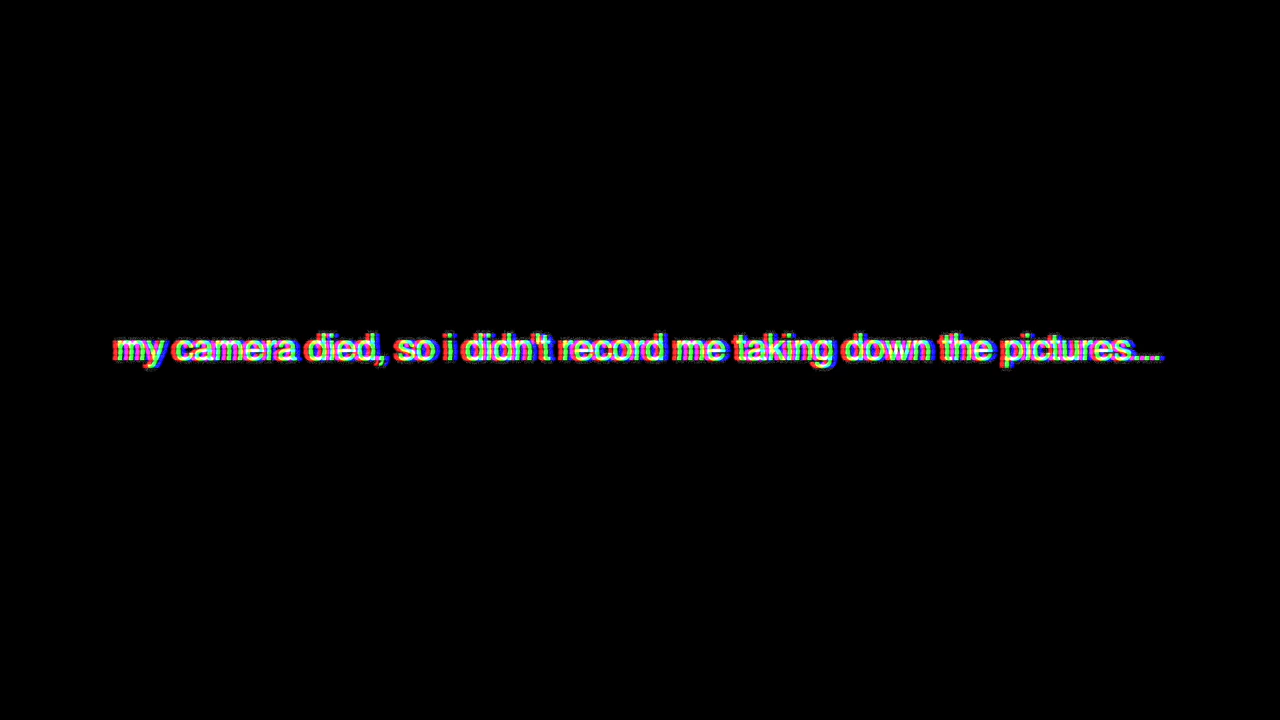 my camera died, so i didn't record me taking down the pictures....